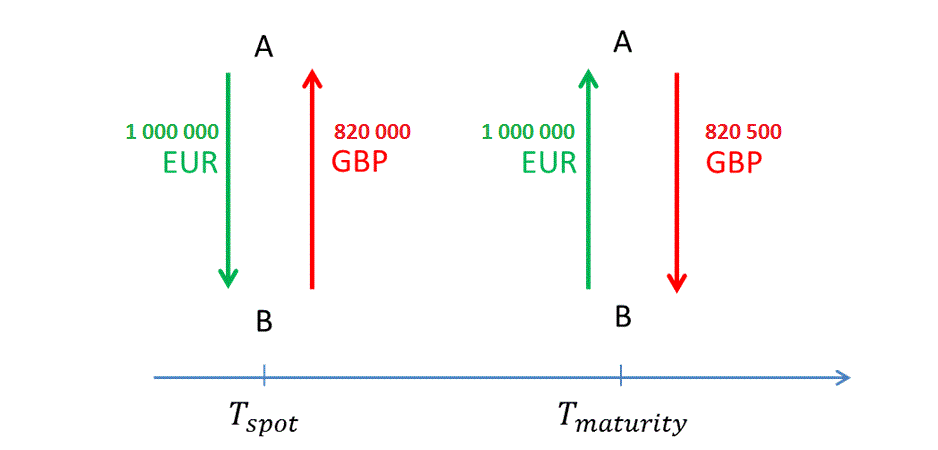 A
A
1 000 000
EUR
820 000
GBP
1 000 000
EUR
820 500
GBP
B
B
T_spot
T_maturity